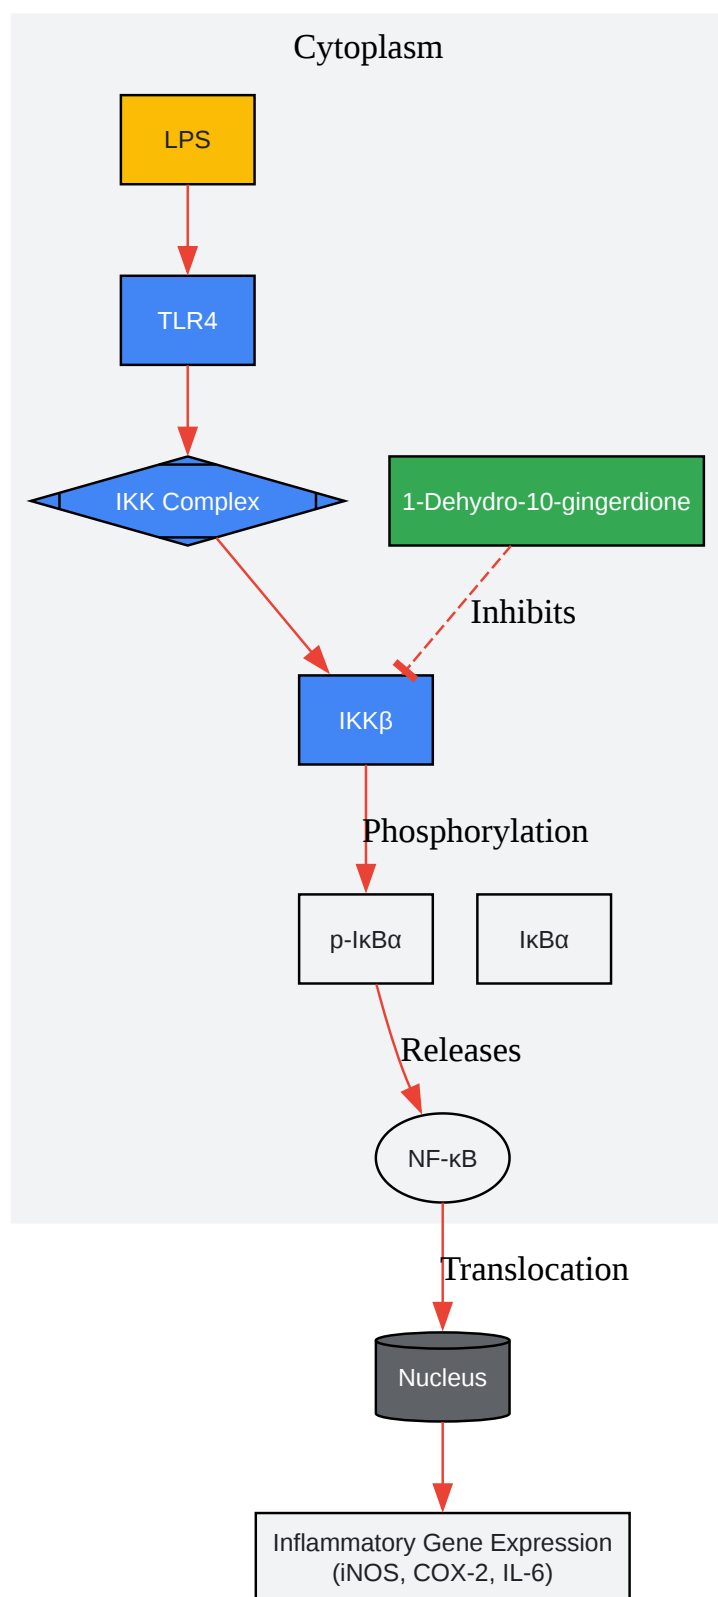 Cytoplasm
LPS
TLR4
IKK Complex
1-Dehydro-10-gingerdione
Inhibits
IKKβ
Phosphorylation
p-IκBα
IκBα
Releases
NF-κB
Translocation
Nucleus
Inflammatory Gene Expression
(iNOS, COX-2, IL-6)